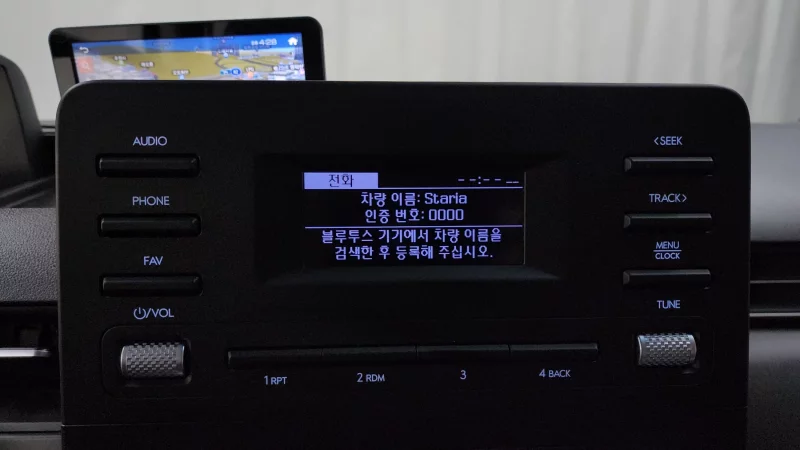 4:28
AUDIO
PHONE
FAV
/VOL
전화 --:-- --
차량 이름: Staria
인증 번호: 0000
블루투스 기기에서 차량 이름을
검색한 후 등록해 주십시오.
<SEEK
TRACK>
MENU
CLOCK
TUNE
1 RPT
2 RDM
3
4 BACK